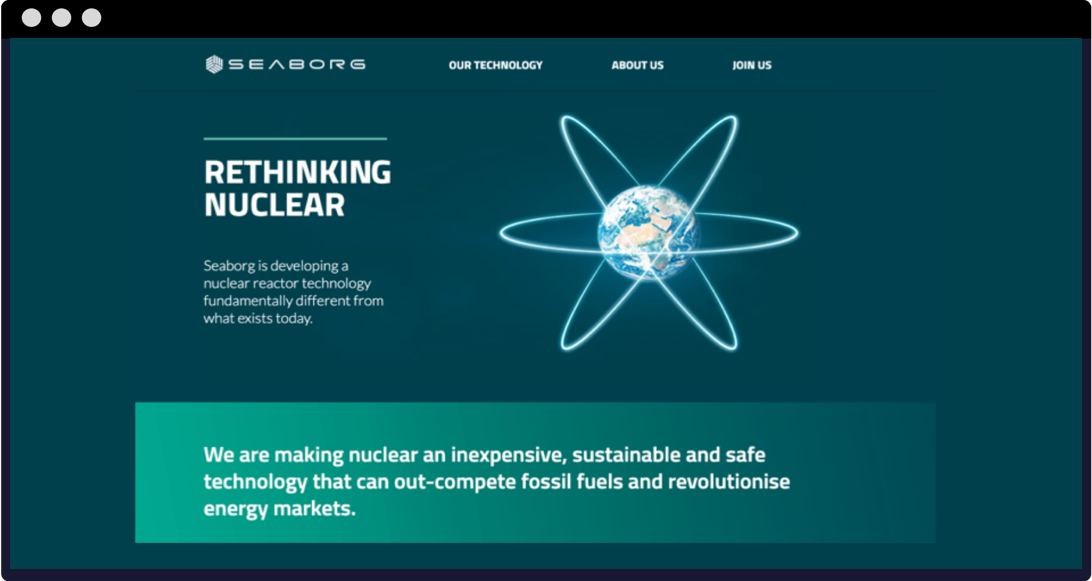 SEABORG
OUR TECHNOLOGY
ABOUT US
JOIN US
RETHINKING
NUCLEAR
Seaborg is developing a
nuclear reactor technology
fundamentally different from
what exists today.
We are making nuclear an inexpensive, sustainable and safe
technology that can out-compete fossil fuels and revolutionise
energy markets.